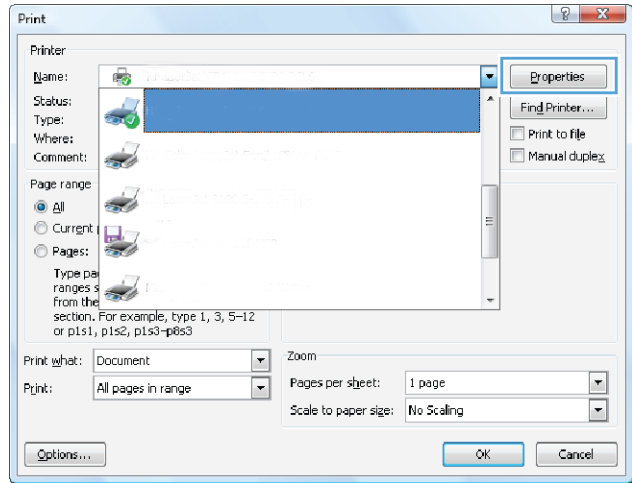 Print
Printer
Name:
Properties
Status:
Find Printer...
Type:
Where:
Print to file
Comment:
Manual duplex
Page range
All
Current
Pages:
Type
ranges
from the
section. For example, type 1, 3, 5–12
or p1s1, p1s2, p1s3–p8s3
Print what: Document
Print: All pages in range
Zoom
Pages per sheet: 1 page
Scale to paper size: No Scaling
Options...
OK
Cancel